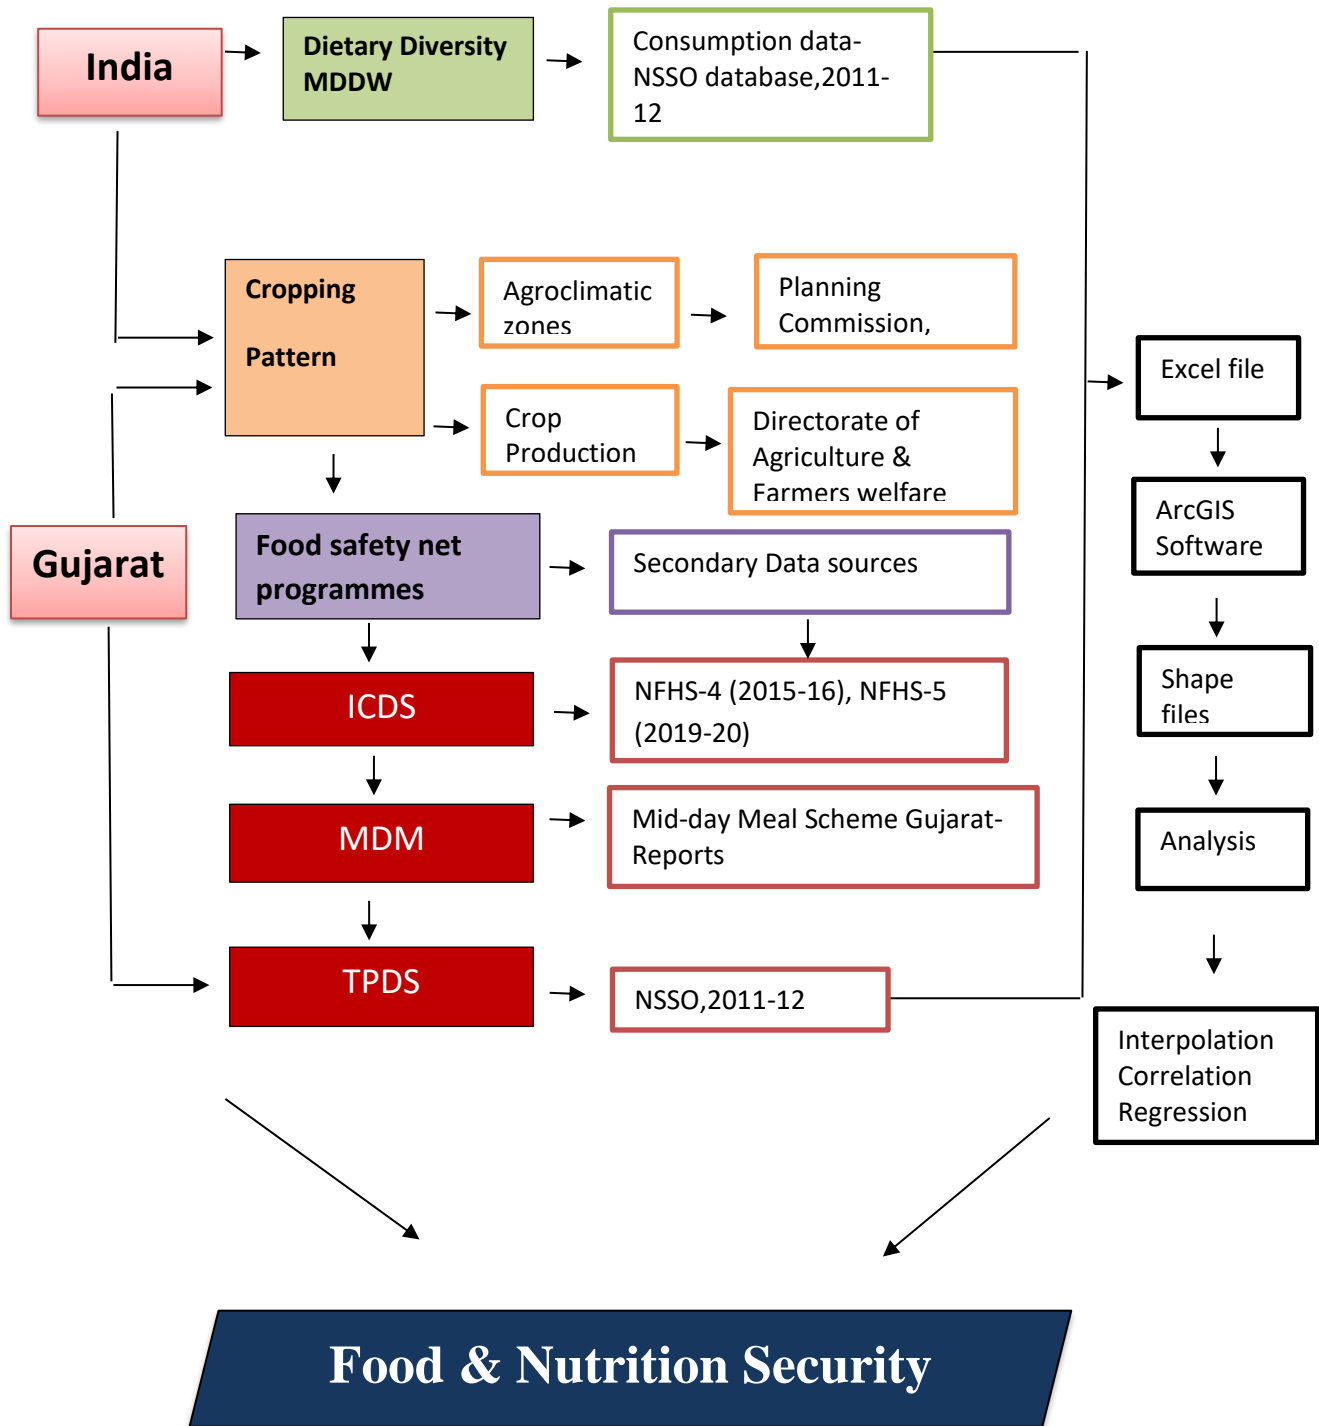 India
Dietary Diversity
MDDW
Consumption data-
NSSO database,2011-
12
Cropping
Pattern
Agroclimatic
zones
Planning
Commission,
Crop
Production
Directorate of
Agriculture &
Farmers welfare
Gujarat
Food safety net
programmes
Secondary Data sources
ICDS
NFHS-4 (2015-16), NFHS-5
(2019-20)
MDM
Mid-day Meal Scheme Gujarat-
Reports
TPDS
NSSO,2011-12
Excel file
ArcGIS
Software
Shape
files
Analysis
Interpolation
Correlation
Regression
Food & Nutrition Security